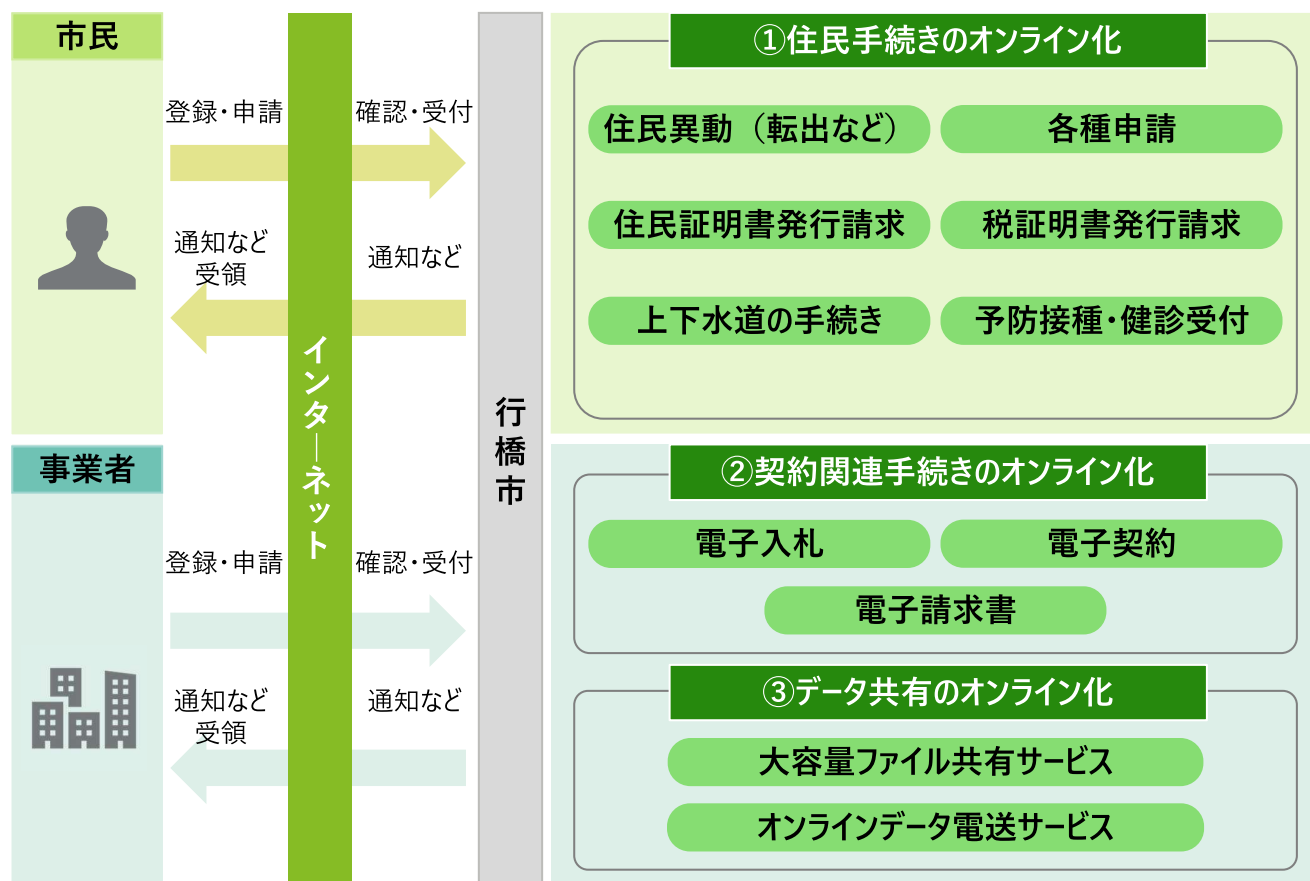 市民
登録・申請
確認・受付
通知など
受領
通知など
事業者
登録・申請
確認・受付
通知など
受領
通知など
インターネット
行橋市
①住民手続きのオンライン化
住民異動（転出など）
各種申請
住民証明書発行請求
税証明書発行請求
上下水道の手続き
予防接種・健診受付
②契約関連手続きのオンライン化
電子入札
電子契約
電子請求書
③データ共有のオンライン化
大容量ファイル共有サービス
オンラインデータ電送サービス